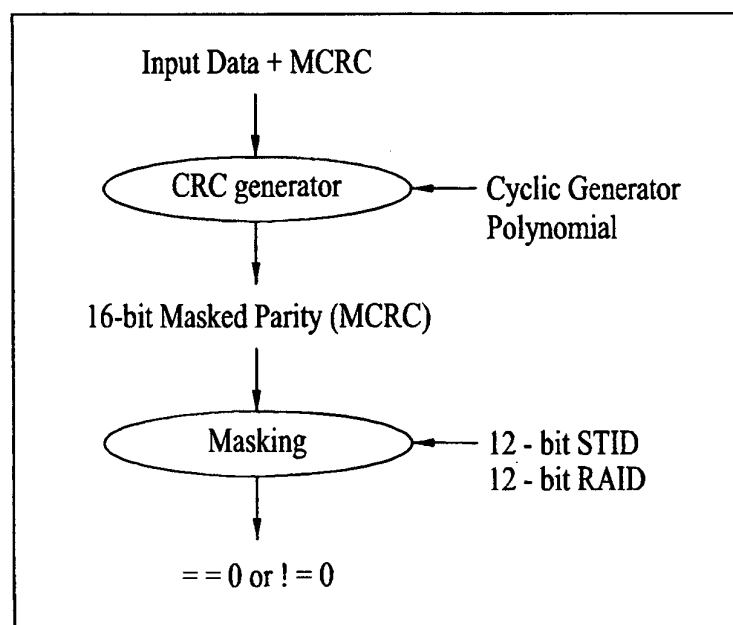 Input Data + MCRC
CRC generator
Cyclic Generator
Polynomial
16-bit Masked Parity (MCRC)
Masking
12 - bit STID
12 - bit RAID
= = 0 or ! = 0